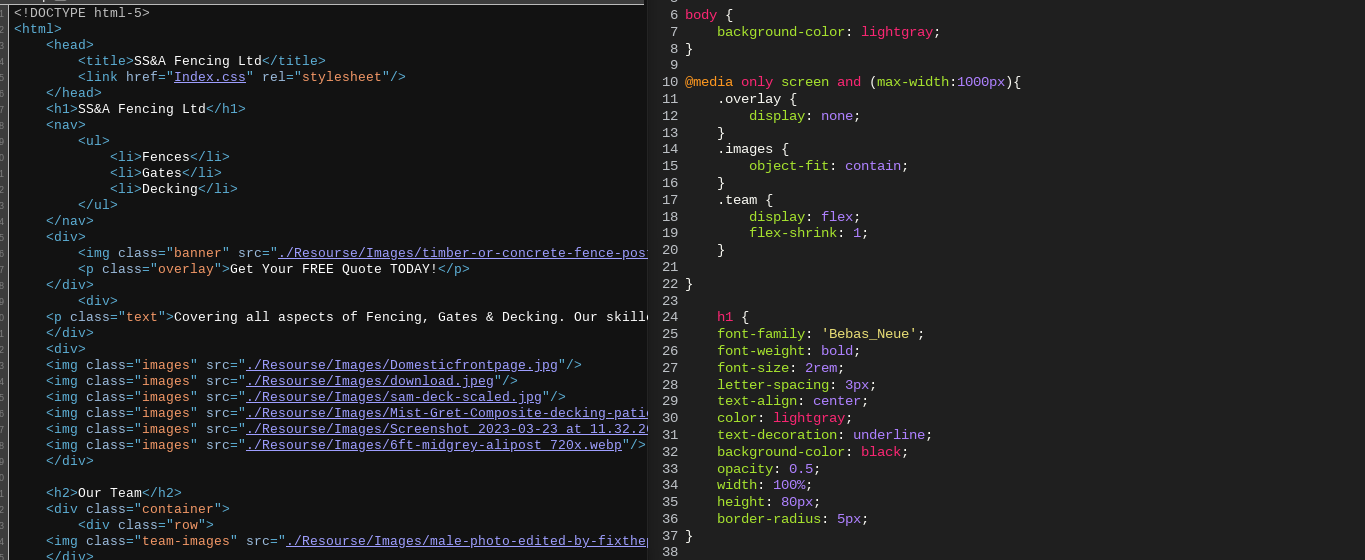 <!DOCTYPE html-5>
<html>
<head>
<title>SS&A Fencing Ltd</title>
<link href="Index.css" rel="stylesheet"/>
</head>
<h1>SS&A Fencing Ltd</h1>
<nav>
<ul>
<li>Fences</li>
<li>Gates</li>
<li>Decking</li>
</ul>
</nav>
<div>
<img class="banner" src="./Resourse/Images/timber-or-concrete-fence-post
<p class="overlay">Get Your FREE Quote TODAY!</p>
</div>
<div>
<p class="text">Covering all aspects of Fencing, Gates & Decking. Our skille
</div>
<div>
<img class="images" src="./Resourse/Images/Domesticfrontpage.jpg"/>
<img class="images" src="./Resourse/Images/download.jpeg"/>
<img class="images" src="./Resourse/Images/sam-deck-scaled.jpg"/>
<img class="images" src="./Resourse/Images/Mist-Gret-Composite-decking-patio
<img class="images" src="./Resourse/Images/Screenshot 2023-03-23 at 11.32.20
<img class="images" src="./Resourse/Images/6ft-midgrey-alipost_720x.webp"/>
</div>
<h2>Our Team</h2>
<div class="container">
<div class="row">
<img class="team-images" src="./Resourse/Images/male-photo-edited-by-fixthep
</div>
6 body {
7 background-color: lightgray;
8 }
9
10 @media only screen and (max-width:1000px){
11 .overlay {
12 display: none;
13 }
14 .images {
15 object-fit: contain;
16 }
17 .team {
18 display: flex;
19 flex-shrink: 1;
20 }
21
22 }
23
24 h1 {
25 font-family: 'Bebas_Neue';
26 font-weight: bold;
27 font-size: 2rem;
28 letter-spacing: 3px;
29 text-align: center;
30 color: lightgray;
31 text-decoration: underline;
32 background-color: black;
33 opacity: 0.5;
34 width: 100%;
35 height: 80px;
36 border-radius: 5px;
37 }
38